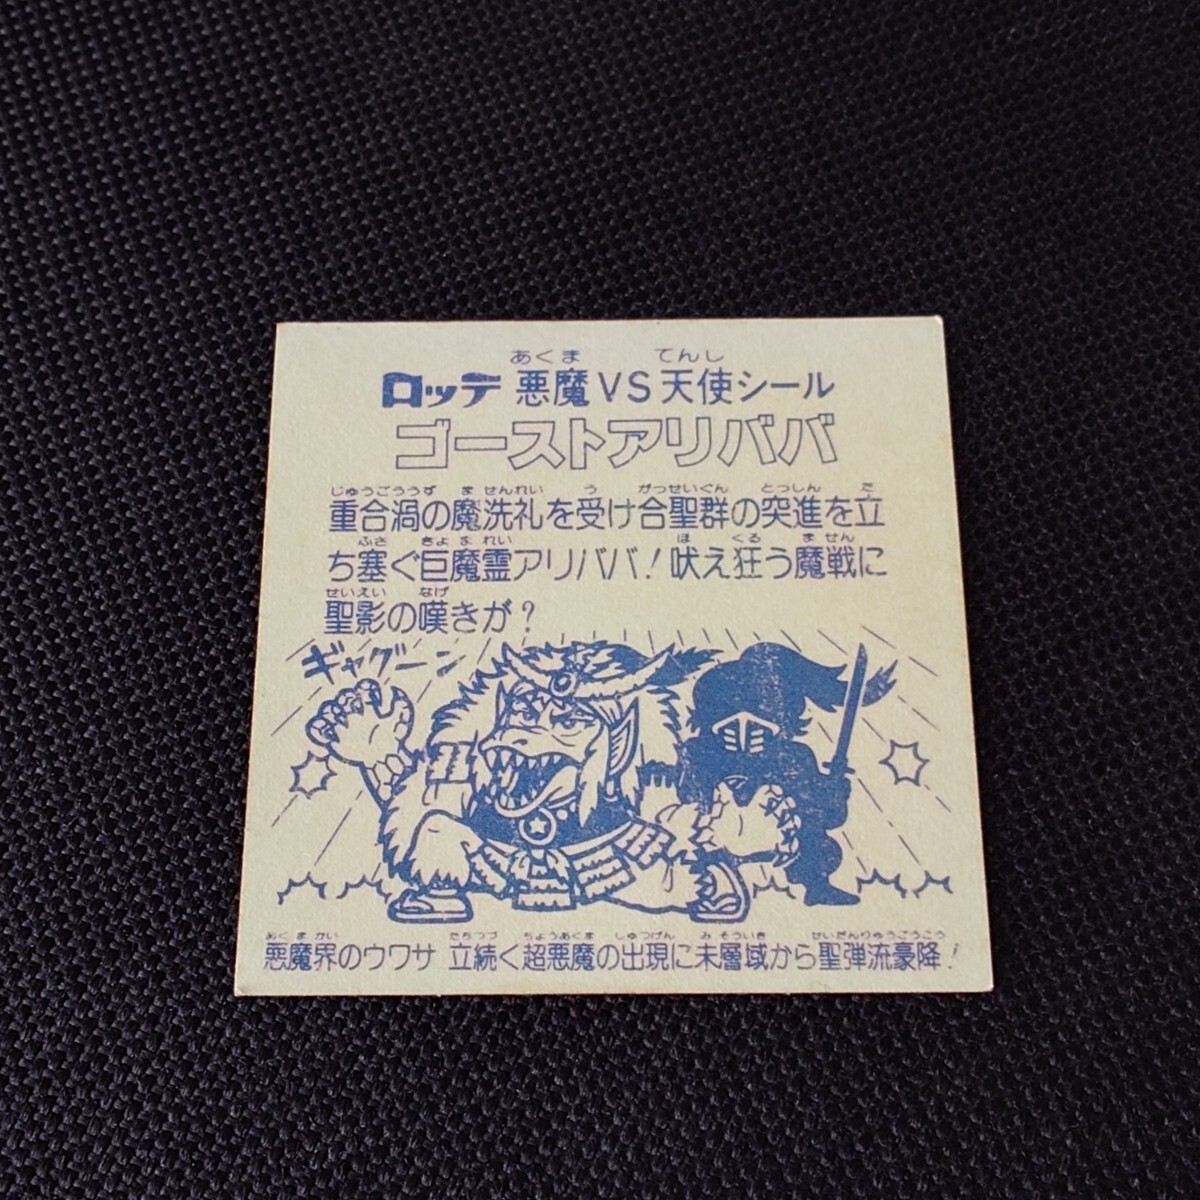 あくま てんし
ロッテ 悪魔VS天使シール
ゴーストアリババ
じゅうごううず ま せんれい う がっせいぐん とっしん た
重合渦の魔洗礼を受け合聖群の突進を立
ふさ きょ ま れい ほ くる ま せん
ち塞ぐ巨魔霊アリババ!吠え狂う魔戦に
せいえい なげ
聖影の嘆きが?
ギャグーン
あくまかい たちつづ ちょうあくま しゅつげん みそういき せいだんりゅうごうこう
悪魔界のウワサ 立続く超悪魔の出現に未層域から聖弾流豪降!